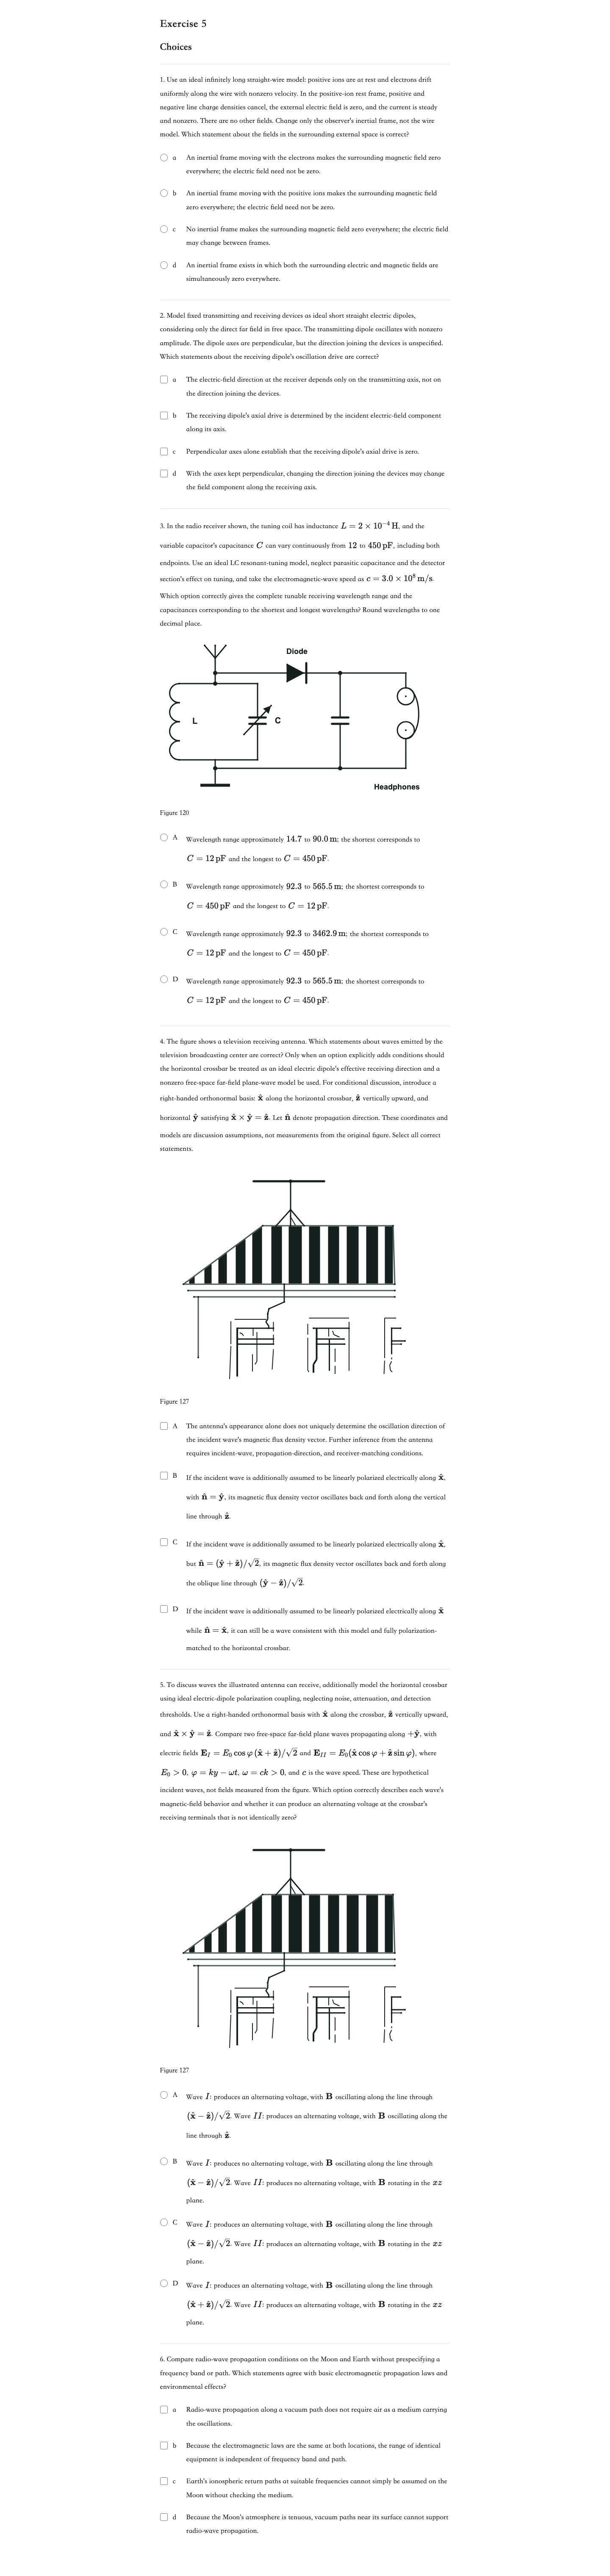 Exercise 5
Choices
1. Use an ideal infinitely long straight-wire model: positive ions are at rest and electrons drift
uniformly along the wire with nonzero velocity. In the positive-ion rest frame, positive and
negative line charge densities cancel, the external electric field is zero, and the current is steady
and nonzero. There are no other fields. Change only the observer's inertial frame, not the wire
model. Which statement about the fields in the surrounding external space is correct?
a An inertial frame moving with the electrons makes the surrounding magnetic field zero
everywhere; the electric field need not be zero.
b An inertial frame moving with the positive ions makes the surrounding magnetic field
zero everywhere; the electric field need not be zero.
c No inertial frame makes the surrounding magnetic field zero everywhere; the electric field
may change between frames.
d An inertial frame exists in which both the surrounding electric and magnetic fields are
simultaneously zero everywhere.
2. Model fixed transmitting and receiving devices as ideal short straight electric dipoles,
considering only the direct far field in free space. The transmitting dipole oscillates with nonzero
amplitude. The dipole axes are perpendicular, but the direction joining the devices is unspecified.
Which statements about the receiving dipole's oscillation drive are correct?
a The electric-field direction at the receiver depends only on the transmitting axis, not on
the direction joining the devices.
b The receiving dipole's axial drive is determined by the incident electric-field component
along its axis.
c Perpendicular axes alone establish that the receiving dipole's axial drive is zero.
d With the axes kept perpendicular, changing the direction joining the devices may change
the field component along the receiving axis.
3. In the radio receiver shown, the tuning coil has inductance L = 2 × 10⁻⁴ H, and the
variable capacitor's capacitance C can vary continuously from 12 to 450 pF, including both
endpoints. Use an ideal LC resonant-tuning model, neglect parasitic capacitance and the detector
section's effect on tuning, and take the electromagnetic-wave speed as c = 3.0 × 10⁸ m/s.
Which option correctly gives the complete tunable receiving wavelength range and the
capacitances corresponding to the shortest and longest wavelengths? Round wavelengths to one
decimal place.
Diode
L
C
Headphones
Figure 120
A Wavelength range approximately 14.7 to 90.0 m; the shortest corresponds to
C = 12 pF and the longest to C = 450 pF.
B Wavelength range approximately 92.3 to 565.5 m; the shortest corresponds to
C = 450 pF and the longest to C = 12 pF.
C Wavelength range approximately 92.3 to 3462.9 m; the shortest corresponds to
C = 12 pF and the longest to C = 450 pF.
D Wavelength range approximately 92.3 to 565.5 m; the shortest corresponds to
C = 12 pF and the longest to C = 450 pF.
4. The figure shows a television receiving antenna. Which statements about waves emitted by the
television broadcasting center are correct? Only when an option explicitly adds conditions should
the horizontal crossbar be treated as an ideal electric dipole's effective receiving direction and a
nonzero free-space far-field plane-wave model be used. For conditional discussion, introduce a
right-handed orthonormal basis: x̂ along the horizontal crossbar, ẑ vertically upward, and
horizontal ŷ satisfying x̂ × ŷ = ẑ. Let n̂ denote propagation direction. These coordinates and
models are discussion assumptions, not measurements from the original figure. Select all correct
statements.
Figure 127
A The antenna's appearance alone does not uniquely determine the oscillation direction of
the incident wave's magnetic flux density vector. Further inference from the antenna
requires incident-wave, propagation-direction, and receiver-matching conditions.
B If the incident wave is additionally assumed to be linearly polarized electrically along x̂,
with n̂ = ŷ, its magnetic flux density vector oscillates back and forth along the vertical
line through ẑ.
C If the incident wave is additionally assumed to be linearly polarized electrically along x̂,
but n̂ = (ŷ + ẑ)/√2, its magnetic flux density vector oscillates back and forth along
the oblique line through (ŷ − ẑ)/√2.
D If the incident wave is additionally assumed to be linearly polarized electrically along x̂
while n̂ = x̂, it can still be a wave consistent with this model and fully polarization-
matched to the horizontal crossbar.
5. To discuss waves the illustrated antenna can receive, additionally model the horizontal crossbar
using ideal electric-dipole polarization coupling, neglecting noise, attenuation, and detection
thresholds. Use a right-handed orthonormal basis with x̂ along the crossbar, ẑ vertically upward,
and x̂ × ŷ = ẑ. Compare two free-space far-field plane waves propagating along +ŷ, with
electric fields E_I = E₀ cos φ (x̂ + ẑ)/√2 and E_II = E₀(x̂ cos φ + ẑ sin φ), where
E₀ > 0, φ = ky − ωt, ω = ck > 0, and c is the wave speed. These are hypothetical
incident waves, not fields measured from the figure. Which option correctly describes each wave's
magnetic-field behavior and whether it can produce an alternating voltage at the crossbar's
receiving terminals that is not identically zero?
Figure 127
A Wave I: produces an alternating voltage, with B oscillating along the line through
(x̂ − ẑ)/√2. Wave II: produces an alternating voltage, with B oscillating along the
line through ẑ.
B Wave I: produces no alternating voltage, with B oscillating along the line through
(x̂ − ẑ)/√2. Wave II: produces no alternating voltage, with B rotating in the xz
plane.
C Wave I: produces an alternating voltage, with B oscillating along the line through
(x̂ − ẑ)/√2. Wave II: produces an alternating voltage, with B rotating in the xz
plane.
D Wave I: produces an alternating voltage, with B oscillating along the line through
(x̂ + ẑ)/√2. Wave II: produces an alternating voltage, with B rotating in the xz
plane.
6. Compare radio-wave propagation conditions on the Moon and Earth without prespecifying a
frequency band or path. Which statements agree with basic electromagnetic propagation laws and
environmental effects?
a Radio-wave propagation along a vacuum path does not require air as a medium carrying
the oscillations.
b Because the electromagnetic laws are the same at both locations, the range of identical
equipment is independent of frequency band and path.
c Earth's ionospheric return paths at suitable frequencies cannot simply be assumed on the
Moon without checking the medium.
d Because the Moon's atmosphere is tenuous, vacuum paths near its surface cannot support
radio-wave propagation.